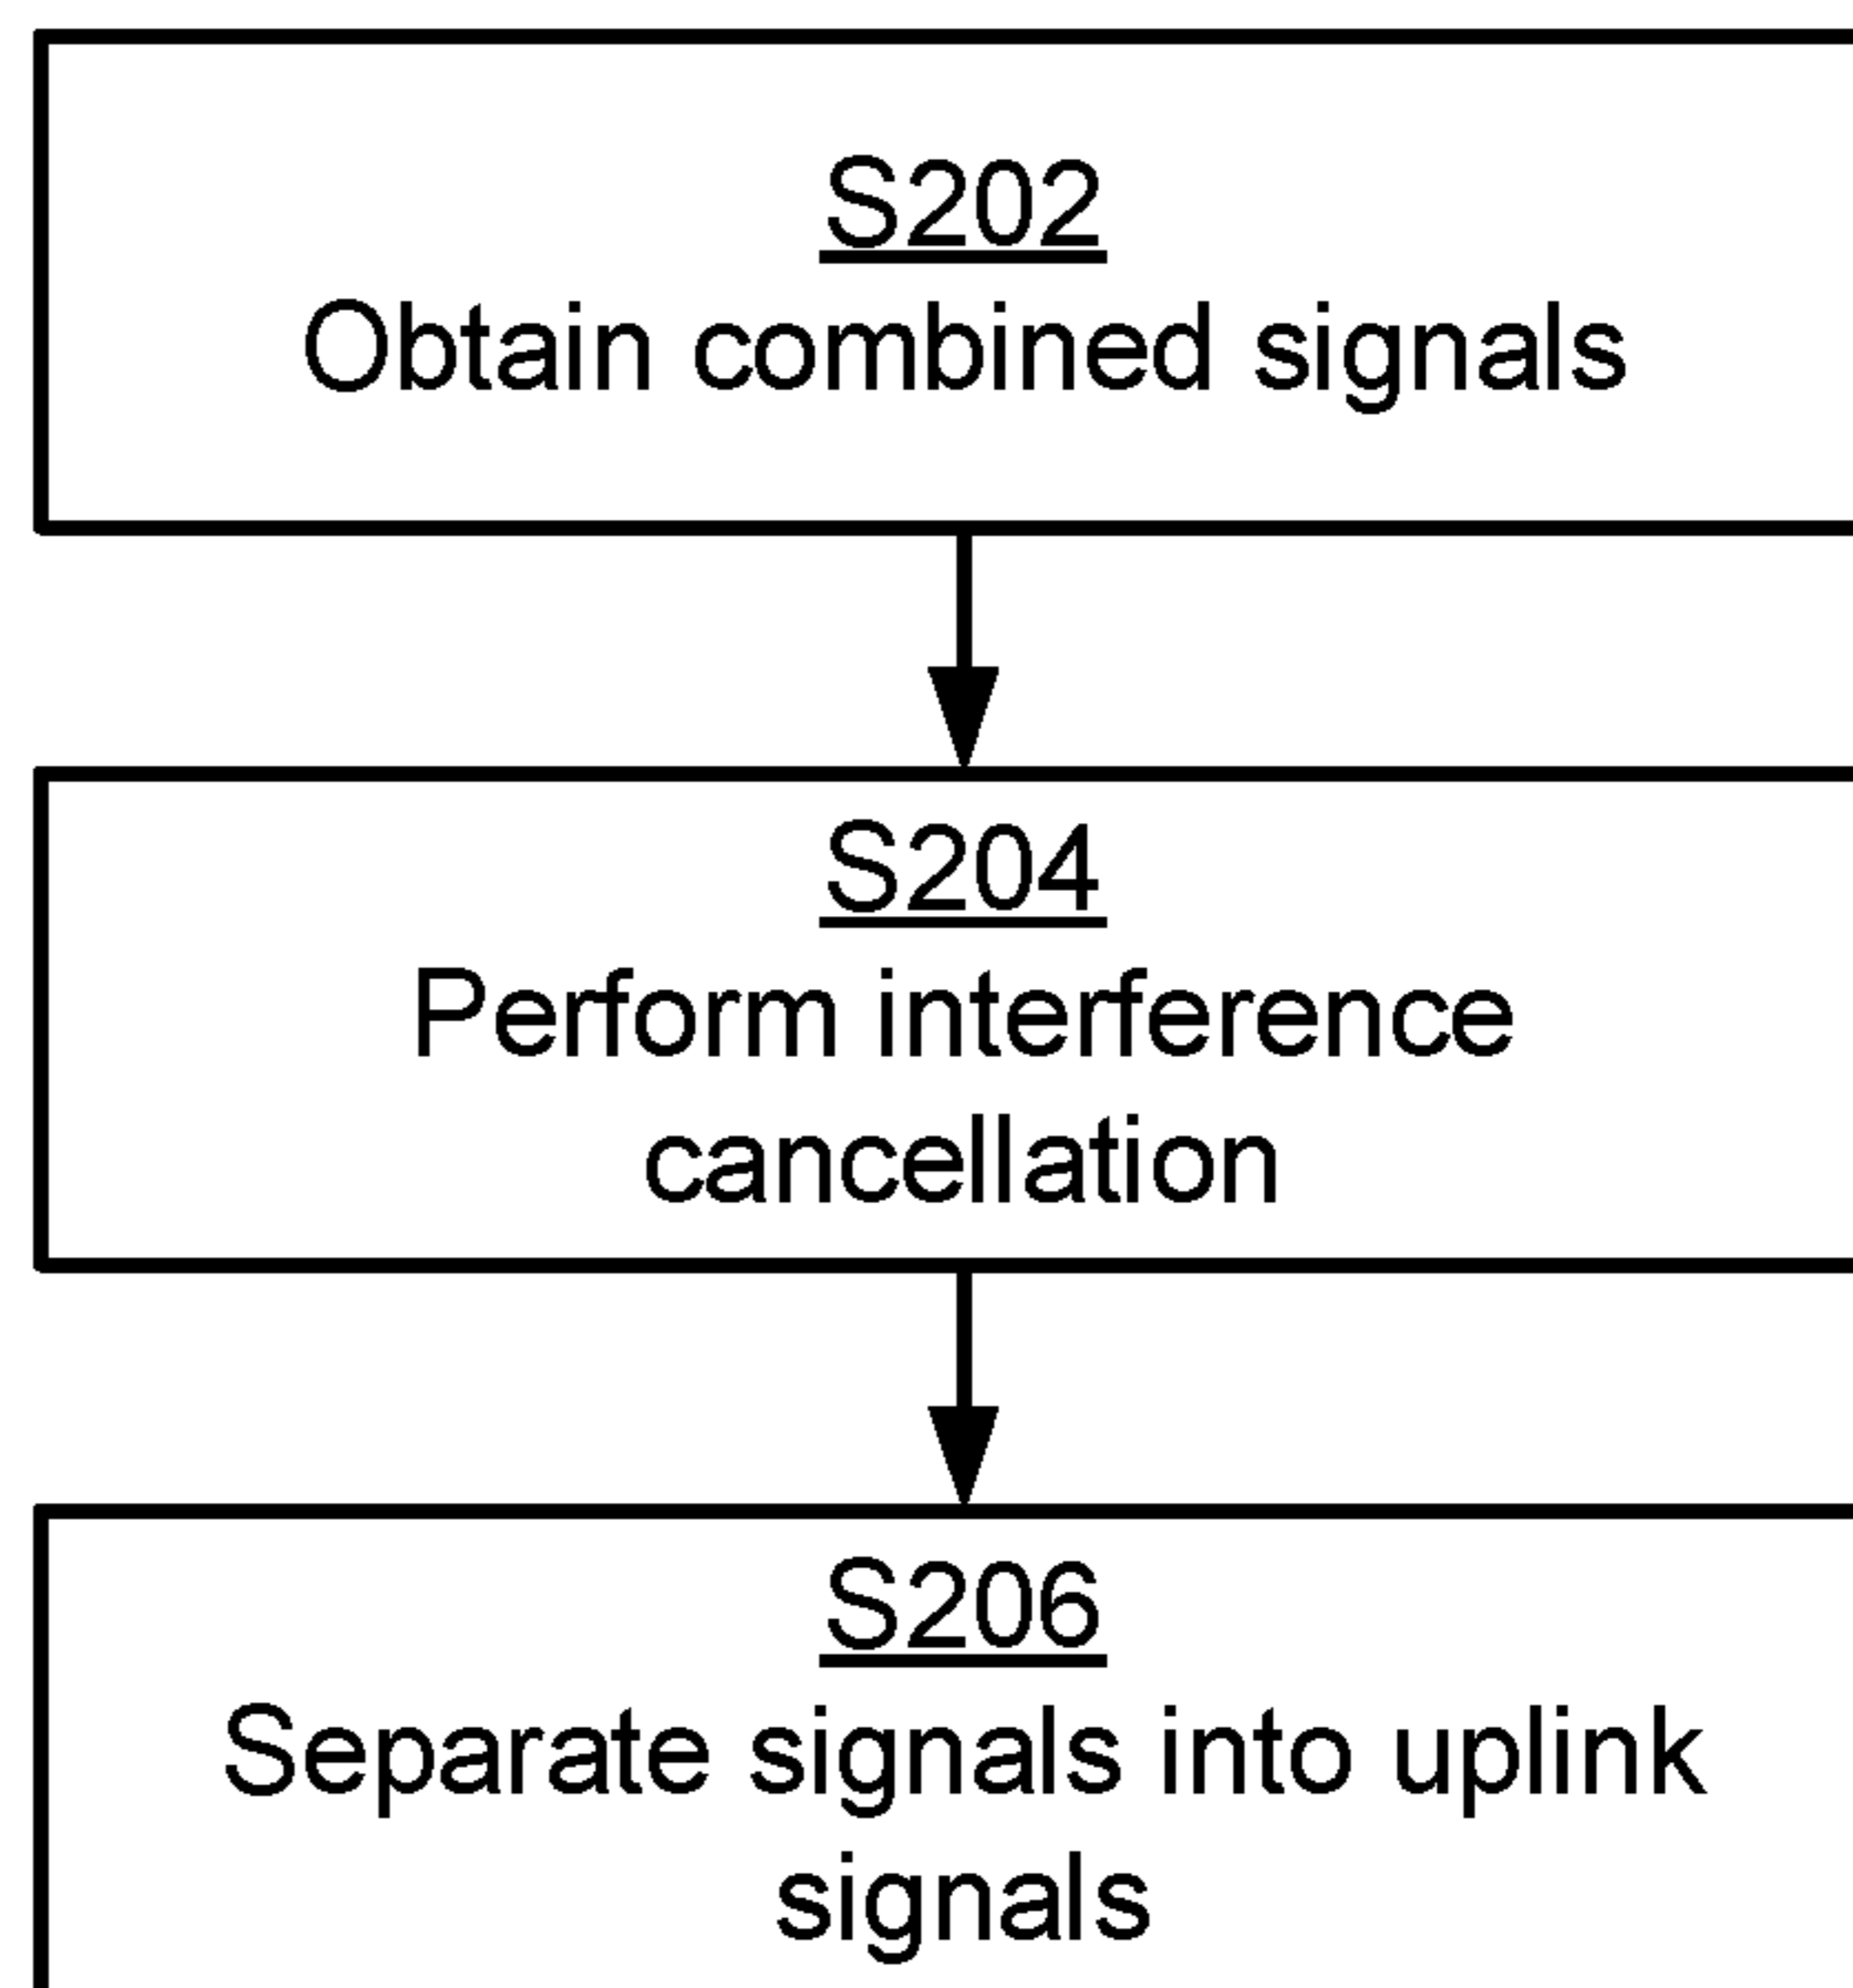 S202
Obtain combined signals
S204
Perform interference
cancellation
S206
Separate signals into uplink
signals